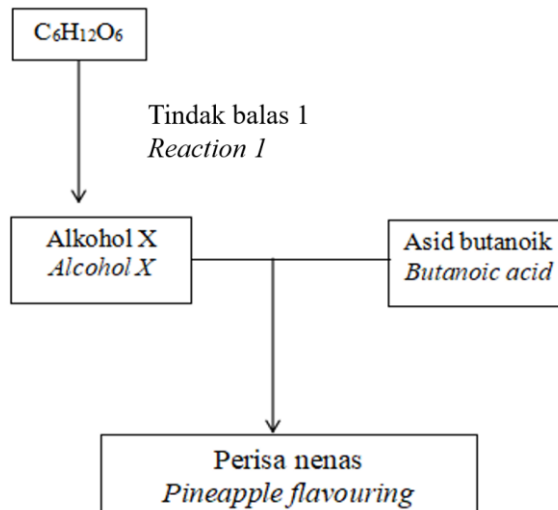 C₆H₁₂O₆
Tindak balas 1
Reaction 1
Alkohol X
Alcohol X
Asid butanoik
Butanoic acid
Perisa nenas
Pineapple flavouring